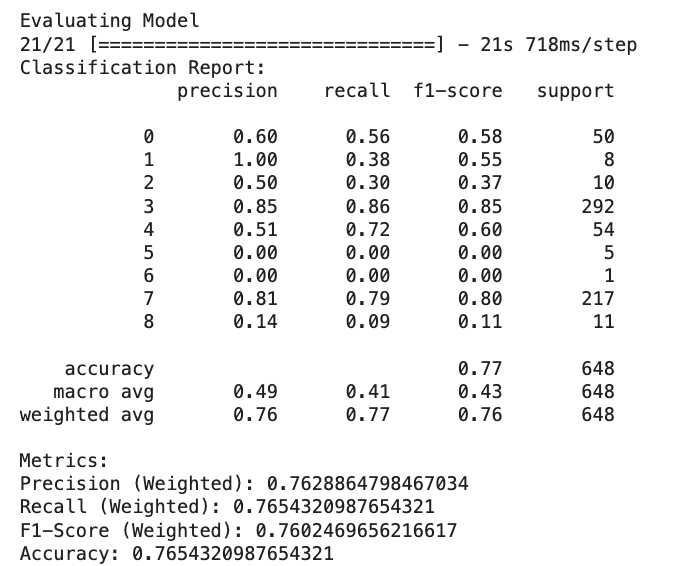 Evaluating Model
21/21 [==============================] - 21s 718ms/step
Classification Report:
precision recall f1-score support
0 0.60 0.56 0.58 50
1 1.00 0.38 0.55 8
2 0.50 0.30 0.37 10
3 0.85 0.86 0.85 292
4 0.51 0.72 0.60 54
5 0.00 0.00 0.00 5
6 0.00 0.00 0.00 1
7 0.81 0.79 0.80 217
8 0.14 0.09 0.11 11
accuracy 0.77 648
macro avg 0.49 0.41 0.43 648
weighted avg 0.76 0.77 0.76 648
Metrics:
Precision (Weighted): 0.7628864798467034
Recall (Weighted): 0.7654320987654321
F1-Score (Weighted): 0.7602469656216617
Accuracy: 0.7654320987654321